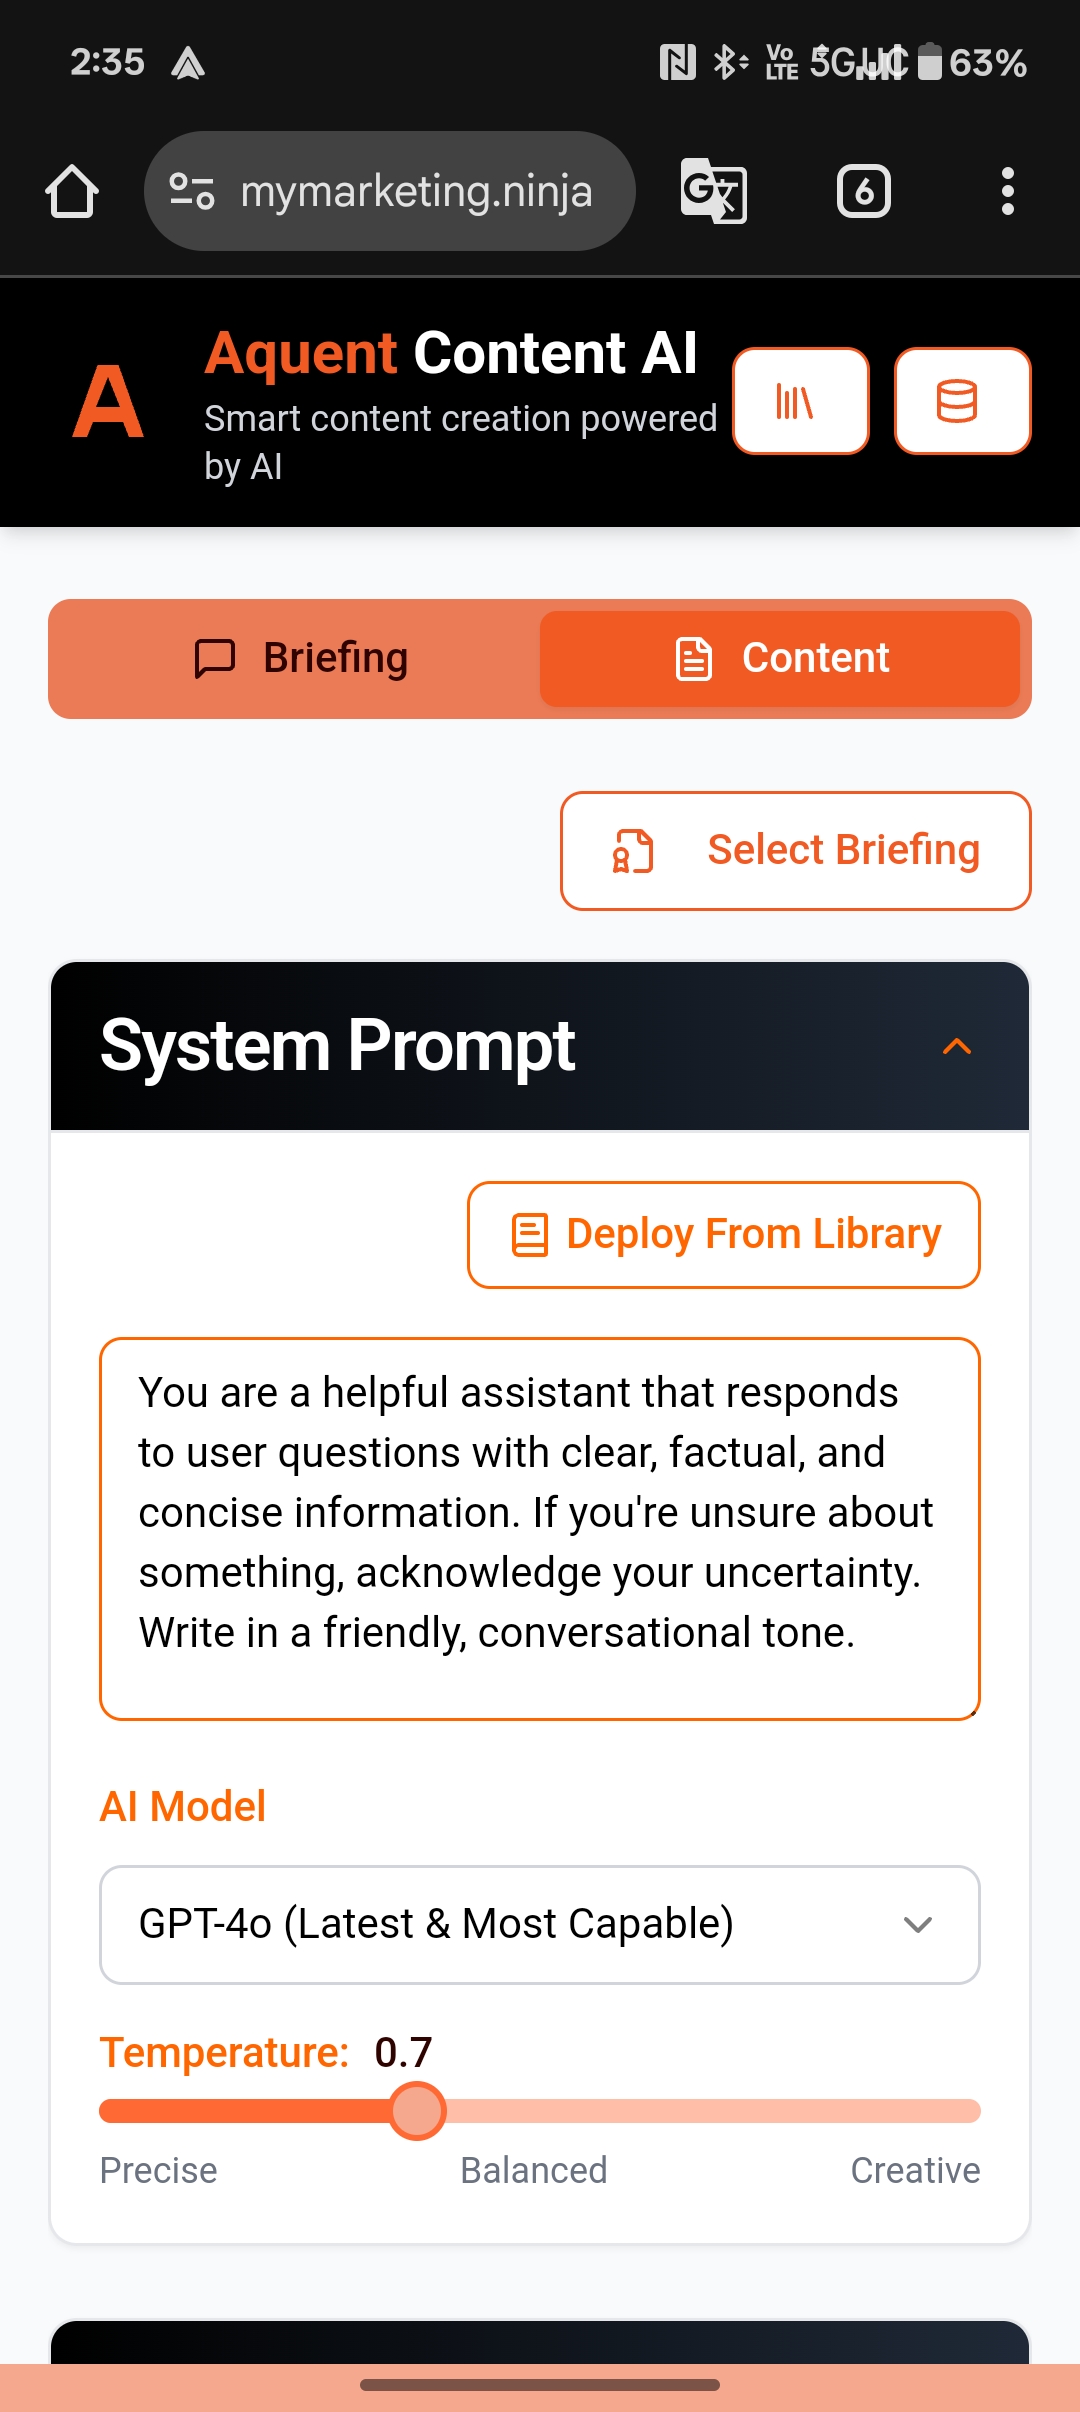 2:35
Vo
LTE
63%
mymarketing.ninja
6
A
Aquent Content AI
Smart content creation powered
by AI
Briefing
Content
Select Briefing
System Prompt
Deploy From Library
You are a helpful assistant that responds
to user questions with clear, factual, and
concise information. If you're unsure about
something, acknowledge your uncertainty.
Write in a friendly, conversational tone.
AI Model
GPT-4o (Latest & Most Capable)
Temperature: 0.7
Precise
Balanced
Creative